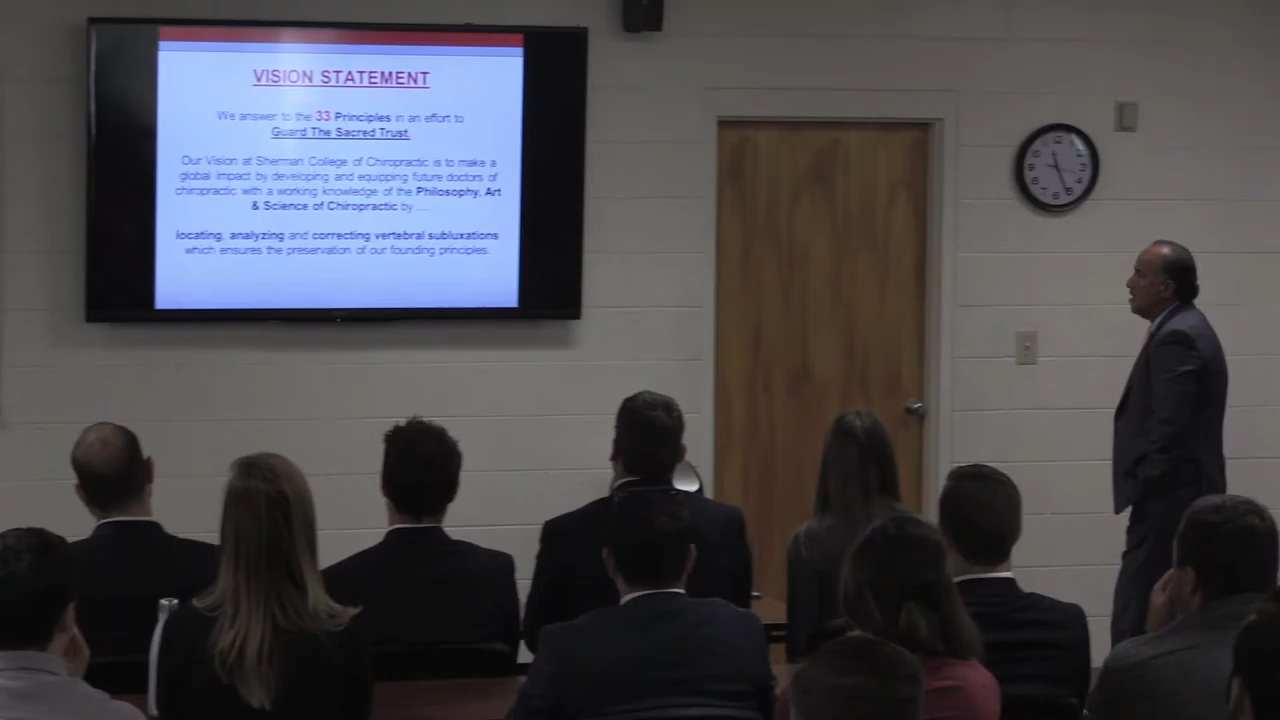 VISION STATEMENT
We answer to the 33 Principles in an effort to
Guard The Sacred Trust.
Our Vision at Sherman College of Chiropractic is to make a
global impact by developing and equipping future doctors of
chiropractic with a working knowledge of the Philosophy, Art
& Science of Chiropractic by ....
locating, analyzing and correcting vertebral subluxations
which ensures the preservation of our founding principles.